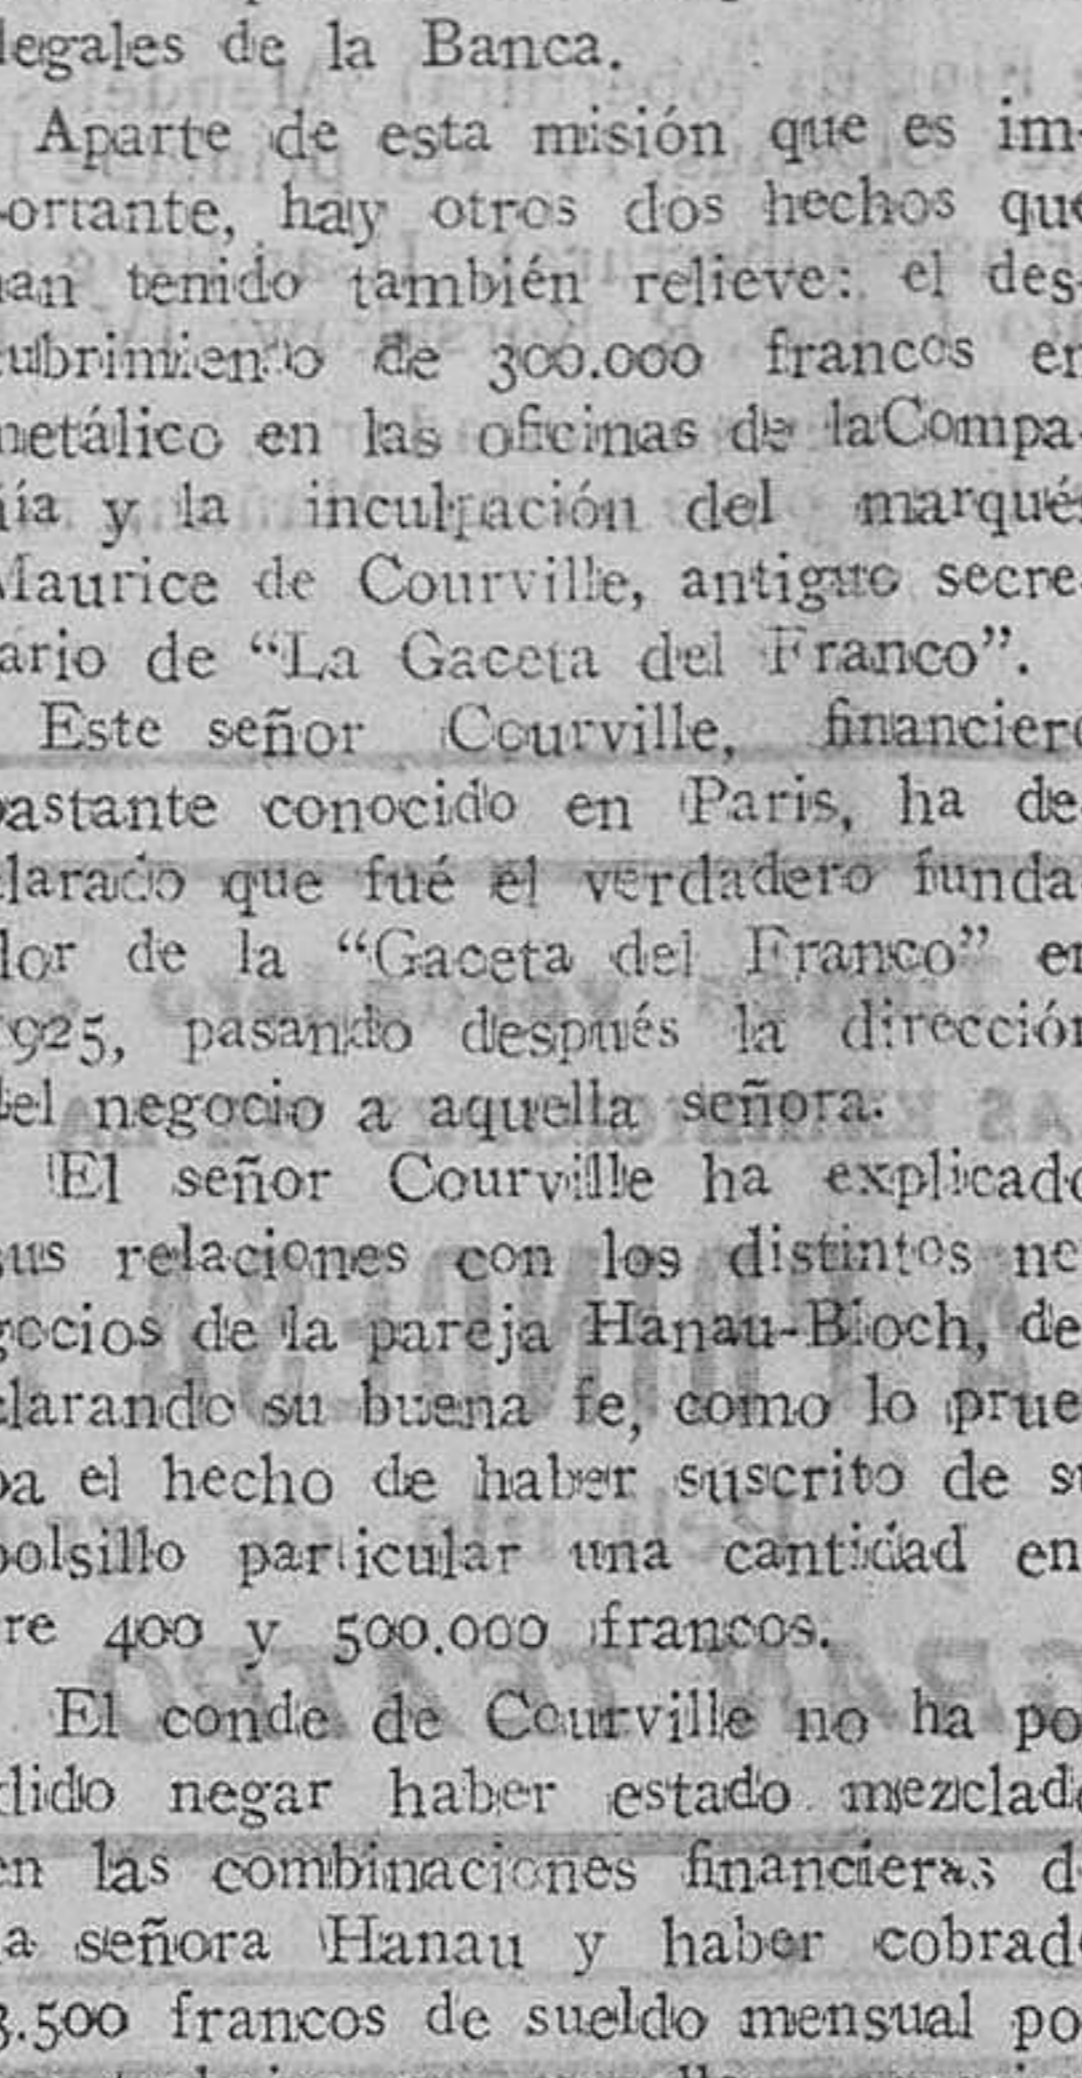 legales de la Banca.
Aparte de esta misión que es im-
portante, hay otros dos hechos que
han tenido también relieve: el des-
cubrimiento de 300.000 francos en
metálico en las oficinas de laCompa-
ñía y la inculpación del marqués
Maurice de Courville, antiguo secre-
tario de “La Gaceta del Franco”.
Este señor Courville, financiero
bastante conocido en Paris, ha de-
clarado que fué el verdadero funda-
dor de la “Gaceta del Franco” en
1925, pasando después la dirección
del negocio a aquella señora.
El señor Courville ha explicado
sus relaciones con los distintos ne-
gocios de la pareja Hanau-Bloch, de-
clarando su buena fe, como lo prue-
ba el hecho de haber suscrito de su
bolsillo particular una cantidad en-
tre 400 y 500.000 francos.
El conde de Courville no ha po-
dido negar haber estado mezclado
en las combinaciones financieras de
la señora Hanau y haber cobrado
3.500 francos de sueldo mensual por